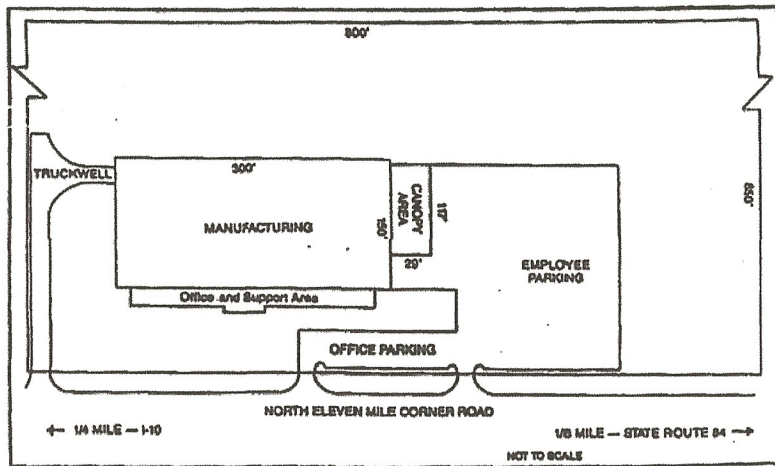 800'
TRUCKWELL
300'
CANOPY
AREA
117'
150'
MANUFACTURING
850'
29'
EMPLOYEE
PARKING
Office and Support Area
OFFICE PARKING
NORTH ELEVEN MILE CORNER ROAD
← 1/4 MILE — I-10
1/8 MILE — STATE ROUTE 84 →
NOT TO SCALE